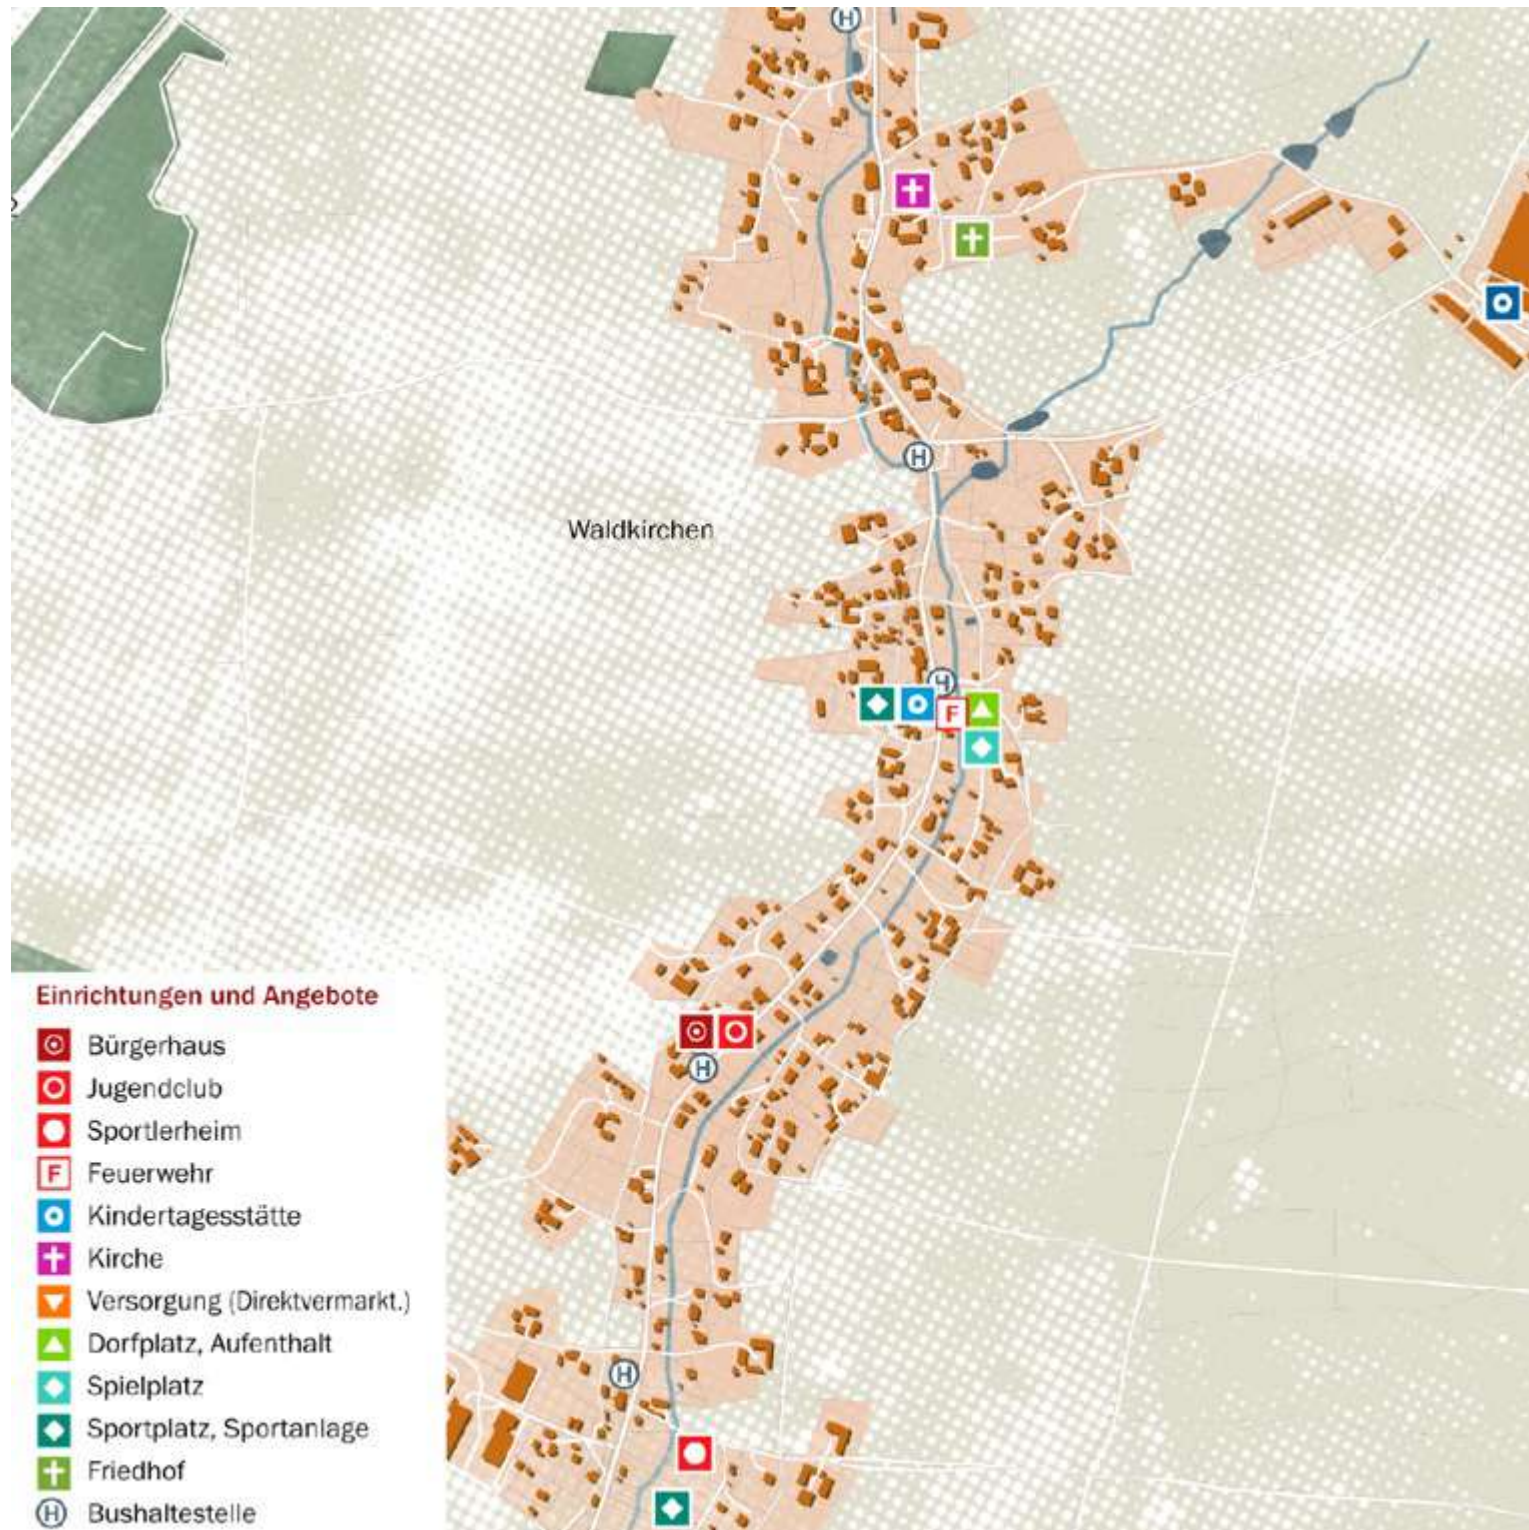 H
H
Waldkirchen
H
F
H
Einrichtungen und Angebote
Bürgerhaus
Jugendclub
Sportlerheim
F Feuerwehr
Kindertagesstätte
Kirche
Versorgung (Direktvermarkt.)
H
Dorfplatz, Aufenthalt
Spielplatz
Sportplatz, Sportanlage
Friedhof
H Bushaltestelle